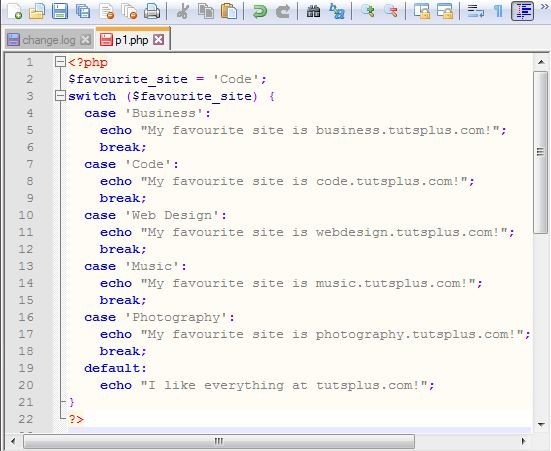 change.log p1.php
1 <?php
2 $favourite_site = 'Code';
3 switch ($favourite_site) {
4 case 'Business':
5 echo "My favourite site is business.tutsplus.com!";
6 break;
7 case 'Code':
8 echo "My favourite site is code.tutsplus.com!";
9 break;
10 case 'Web Design':
11 echo "My favourite site is webdesign.tutsplus.com!";
12 break;
13 case 'Music':
14 echo "My favourite site is music.tutsplus.com!";
15 break;
16 case 'Photography':
17 echo "My favourite site is photography.tutsplus.com!";
18 break;
19 default:
20 echo "I like everything at tutsplus.com!";
21 }
22 ?>